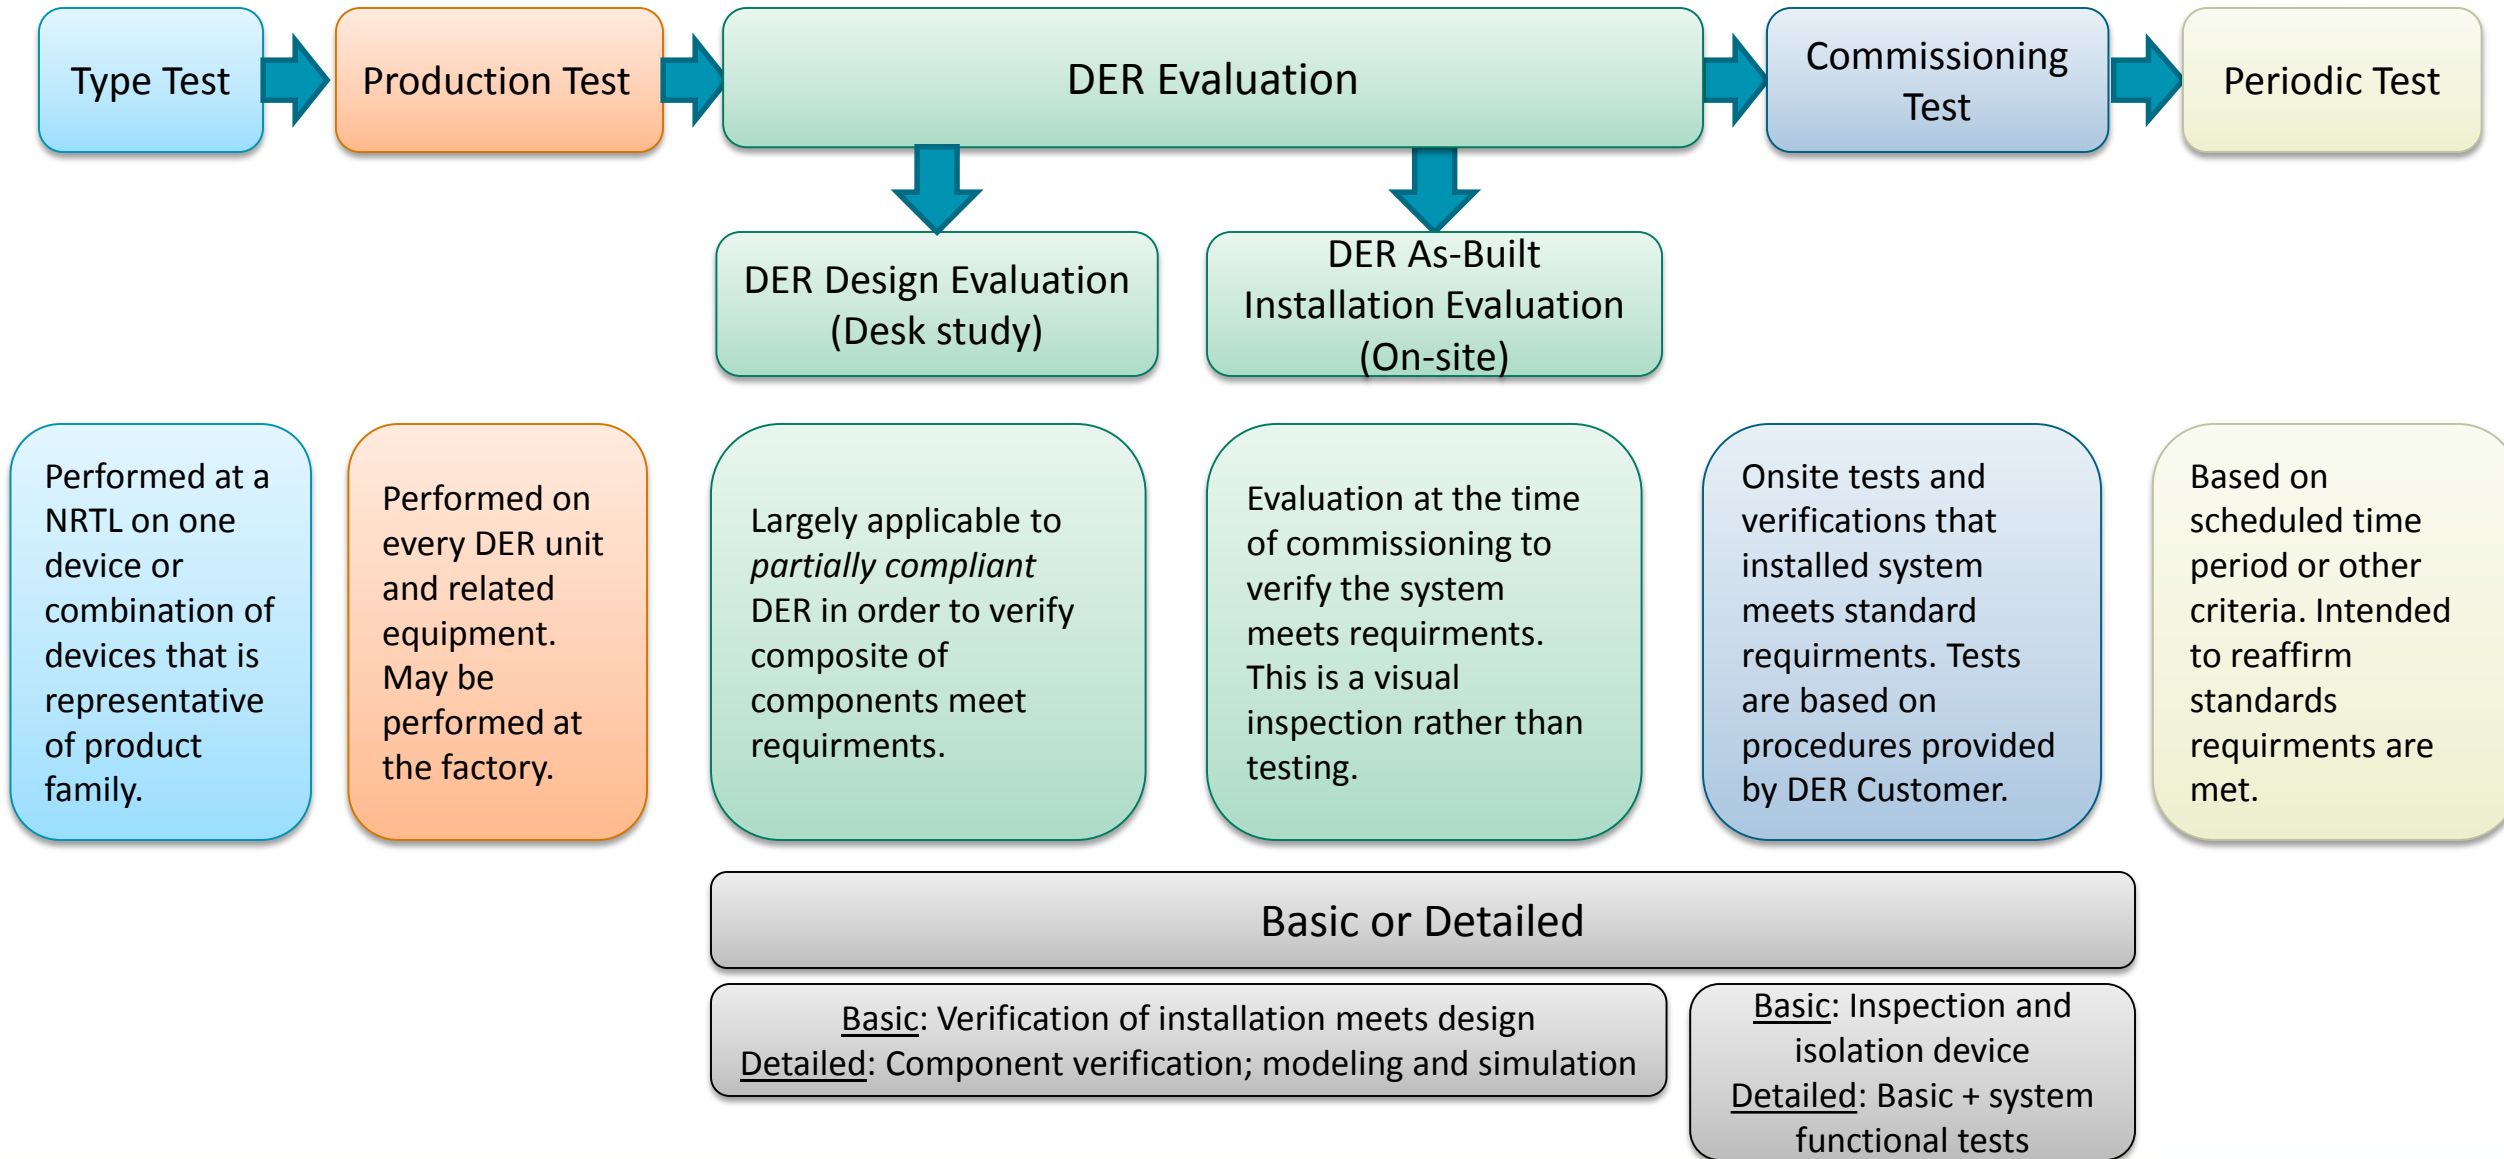 Type Test
Production Test
DER Evaluation
Commissioning
Test
Periodic Test
DER Design Evaluation
(Desk study)
DER As-Built
Installation Evaluation
(On-site)
Performed at a
NRTL on one
device or
combination of
devices that is
representative
of product
family.
Performed on
every DER unit
and related
equipment.
May be
performed at
the factory.
Largely applicable to
partially compliant
DER in order to verify
composite of
components meet
requirments.
Evaluation at the time
of commissioning to
verify the system
meets requirments.
This is a visual
inspection rather than
testing.
Onsite tests and
verifications that
installed system
meets standard
requirments. Tests
are based on
procedures provided
by DER Customer.
Based on
scheduled time
period or other
criteria. Intended
to reaffirm
standards
requirments are
met.
Basic or Detailed
Basic: Verification of installation meets design
Detailed: Component verification; modeling and simulation
Basic: Inspection and
isolation device
Detailed: Basic + system
functional tests